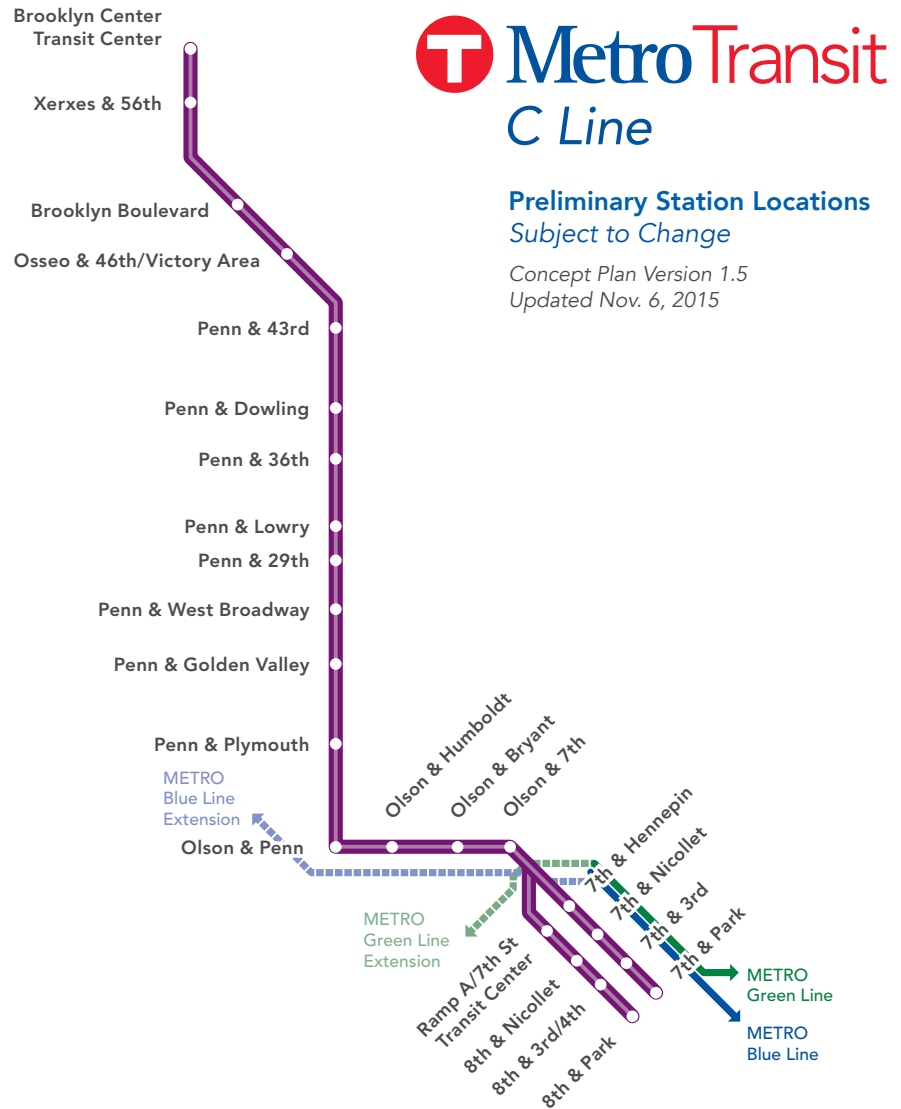 Brooklyn Center
Transit Center
Xerxes & 56th
Brooklyn Boulevard
Osseo & 46th/Victory Area
Penn & 43rd
Penn & Dowling
Penn & 36th
Penn & Lowry
Penn & 29th
Penn & West Broadway
Penn & Golden Valley
Penn & Plymouth
METRO
Blue Line
Extension
Olson & Penn
Olson & Humboldt
Olson & Bryant
Olson & 7th
7th & Hennepin
7th & Nicollet
7th & 3rd
7th & Park
METRO
Green Line
Extension
Ramp A/7th St
Transit Center
8th & Nicollet
8th & 3rd/4th
8th & Park
METRO
Green Line
METRO
Blue Line
T MetroTransit
C Line
Preliminary Station Locations
Subject to Change
Concept Plan Version 1.5
Updated Nov. 6, 2015